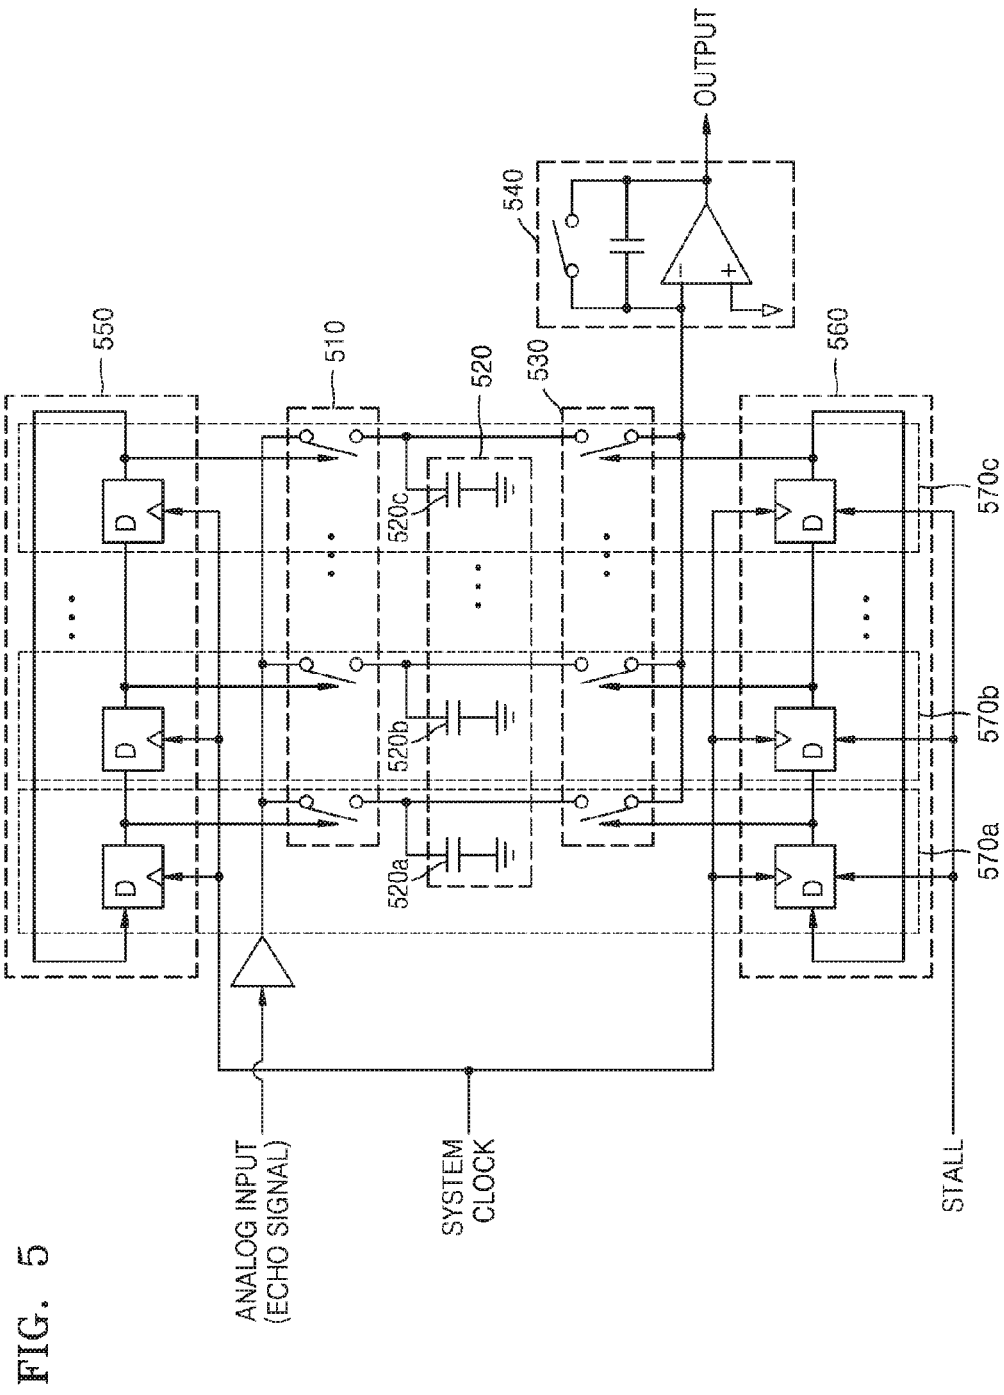 FIG. 5
550
D
D
D
ANALOG INPUT
(ECHO SIGNAL)
510
520a
520b
520c
520
530
540
−
+
OUTPUT
SYSTEM
CLOCK
560
D
D
D
570a
570b
570c
STALL